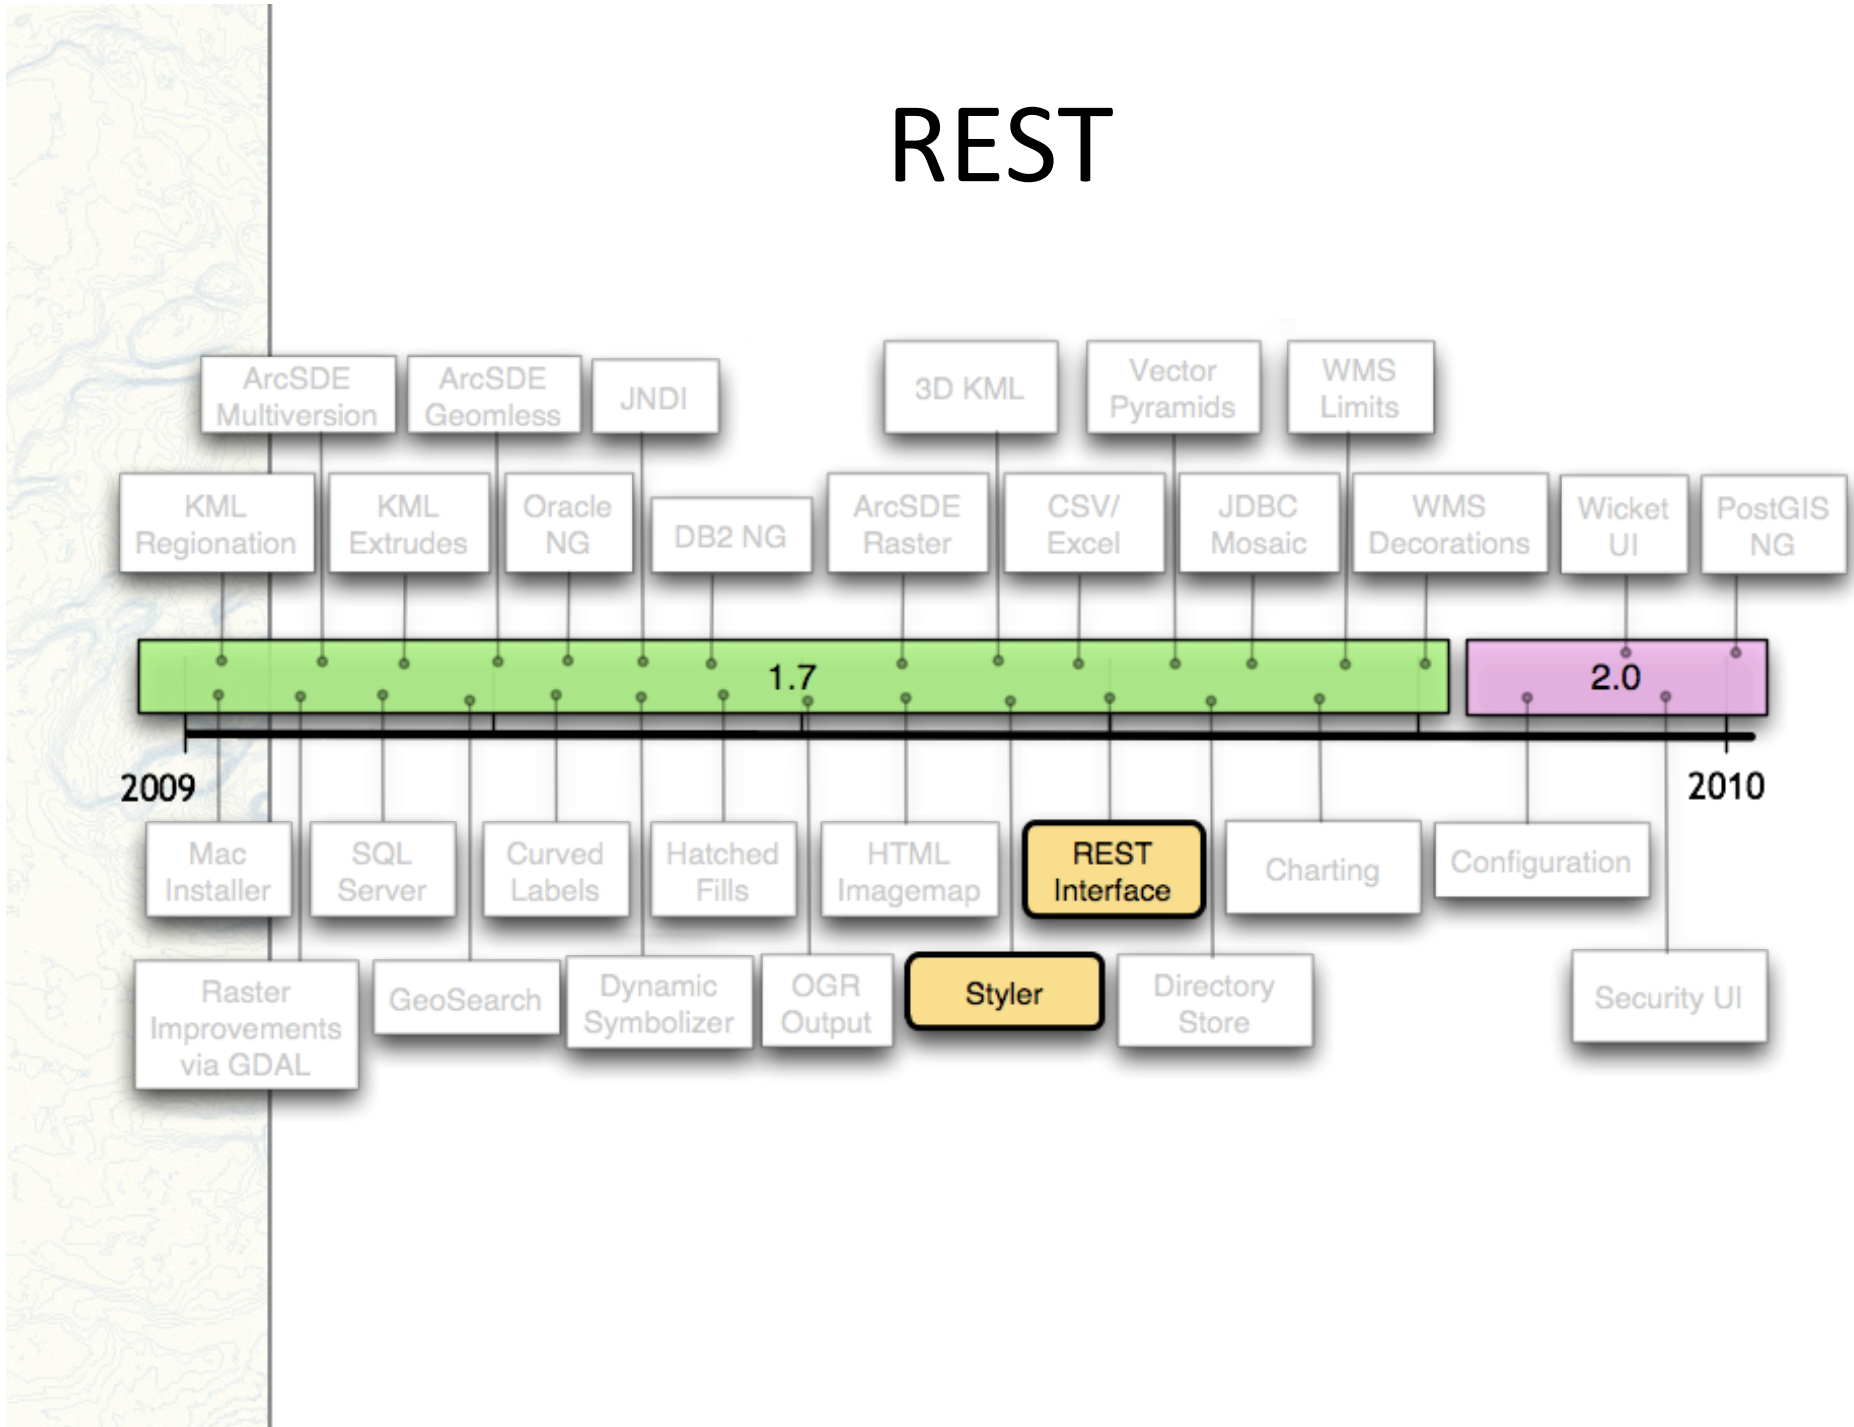 REST
ArcSDE
Multiversion
ArcSDE
Geomless
JNDI
3D KML
Vector
Pyramids
WMS
Limits
KML
Regionation
KML
Extrudes
Oracle
NG
DB2 NG
ArcSDE
Raster
CSV/
Excel
JDBC
Mosaic
WMS
Decorations
Wicket
UI
PostGIS
NG
1.7
2.0
2009
2010
Mac
Installer
SQL
Server
Curved
Labels
Hatched
Fills
HTML
Imagemap
REST
Interface
Charting
Configuration
Raster
Improvements
via GDAL
GeoSearch
Dynamic
Symbolizer
OGR
Output
Styler
Directory
Store
Security UI